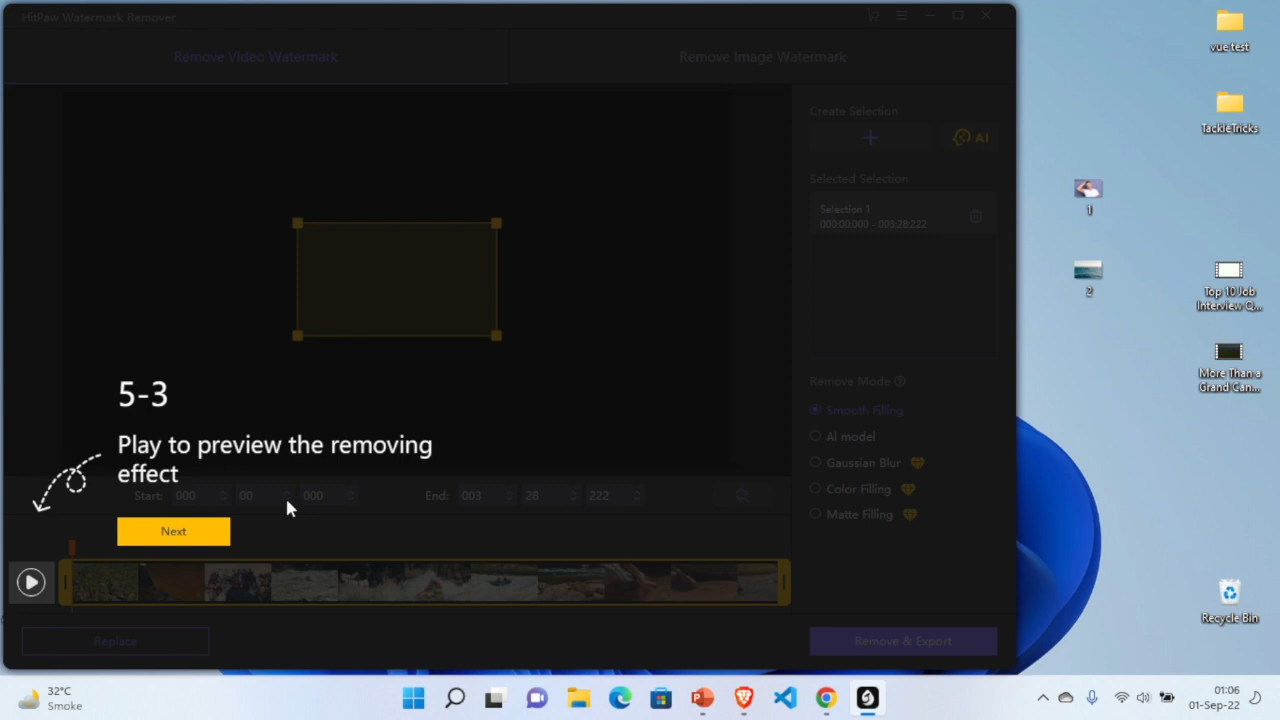 HitPaw Watermark Remover
Remove Video Watermark
Remove Image Watermark
Create Selection
AI
Selected Selection
Selection 1
000:00:000 - 003:28:222
5-3
Play to preview the removing
effect
Start: 000 00 000 End: 003 28 222
Next
Remove Mode
Smooth Filling
AI model
Gaussian Blur
Color Filling
Matte Filling
Replace
Remove & Export
vue test
TackleTricks
1
2
Top 10 Job
Interview Q...
More Than a
Grand Can...
Recycle Bin
32°C
Smoke
01:06
01-Sep-22